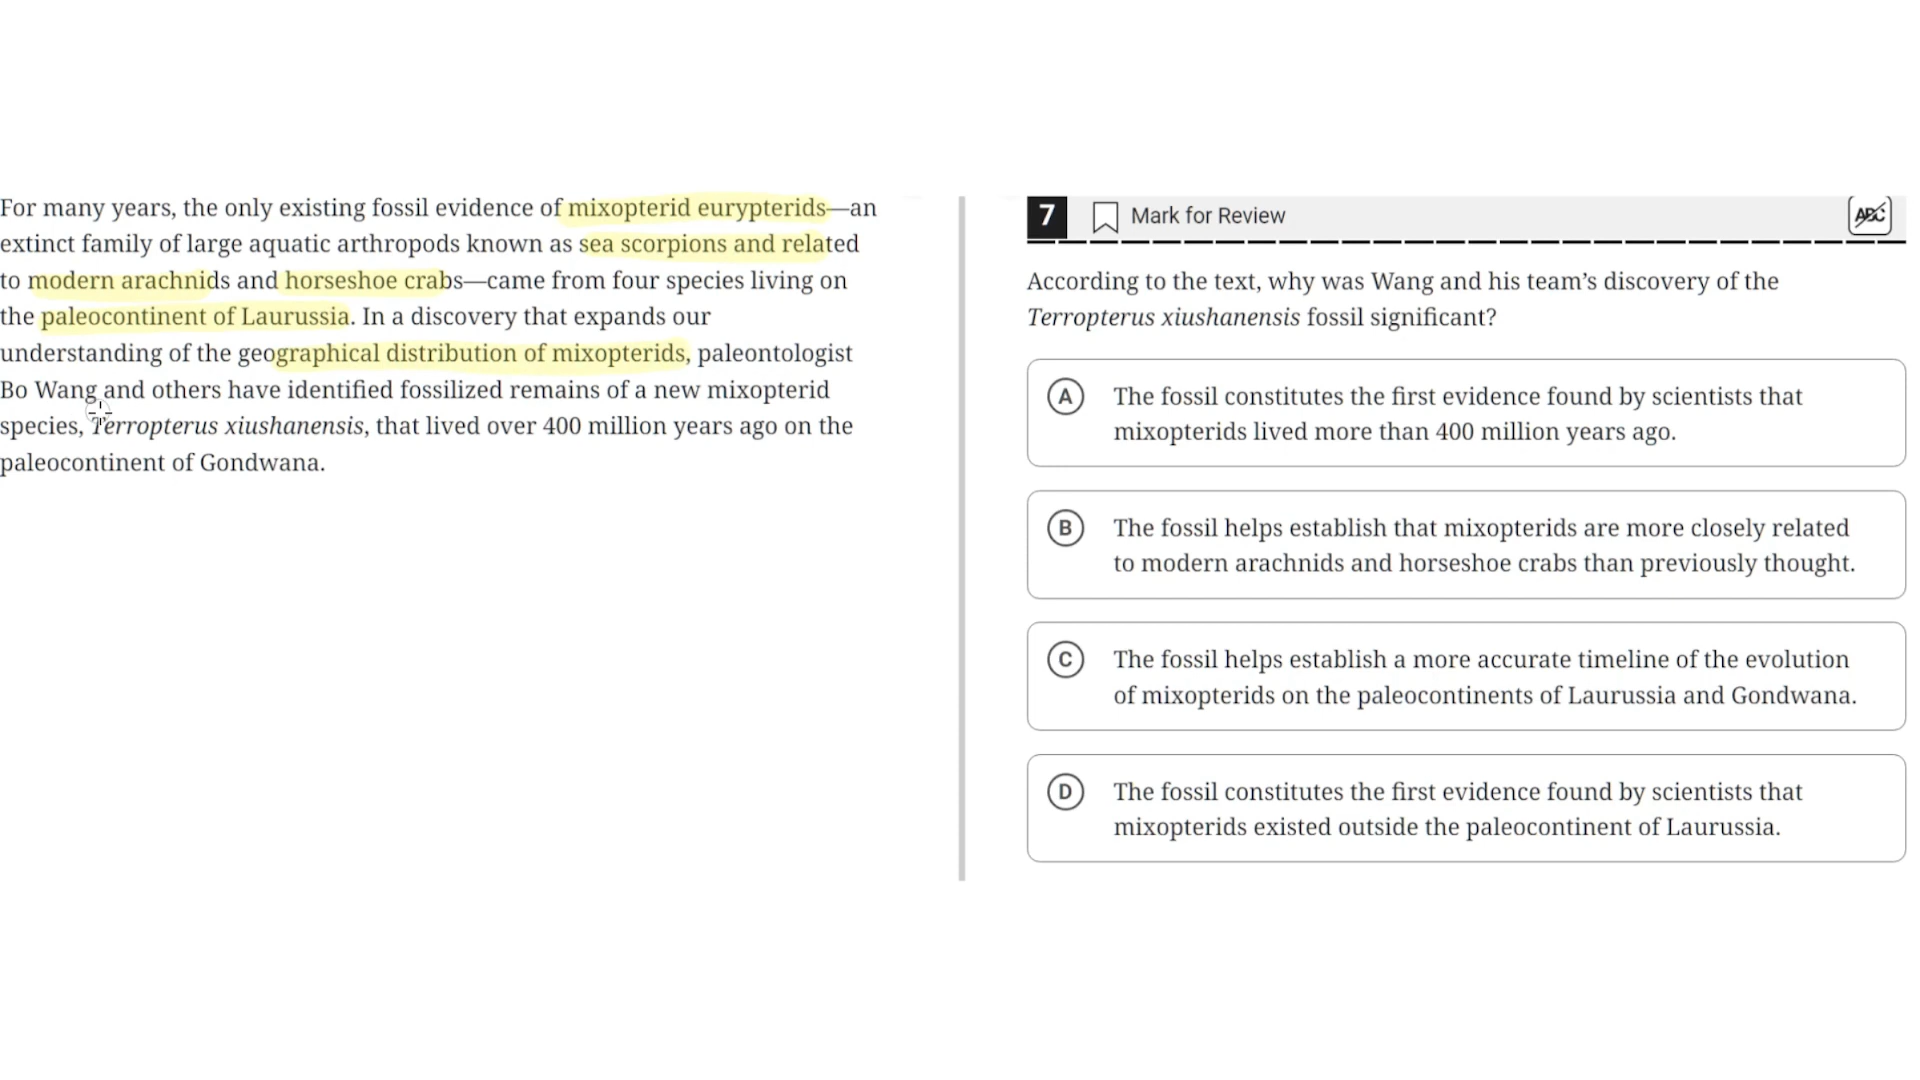 For many years, the only existing fossil evidence of mixopterid eurypterids—an
extinct family of large aquatic arthropods known as sea scorpions and related
to modern arachnids and horseshoe crabs—came from four species living on
the paleocontinent of Laurussia. In a discovery that expands our
understanding of the geographical distribution of mixopterids, paleontologist
Bo Wang and others have identified fossilized remains of a new mixopterid
species, Terropterus xiushanensis, that lived over 400 million years ago on the
paleocontinent of Gondwana.
7 Mark for Review ABC
According to the text, why was Wang and his team’s discovery of the
Terropterus xiushanensis fossil significant?
A The fossil constitutes the first evidence found by scientists that
mixopterids lived more than 400 million years ago.
B The fossil helps establish that mixopterids are more closely related
to modern arachnids and horseshoe crabs than previously thought.
C The fossil helps establish a more accurate timeline of the evolution
of mixopterids on the paleocontinents of Laurussia and Gondwana.
D The fossil constitutes the first evidence found by scientists that
mixopterids existed outside the paleocontinent of Laurussia.